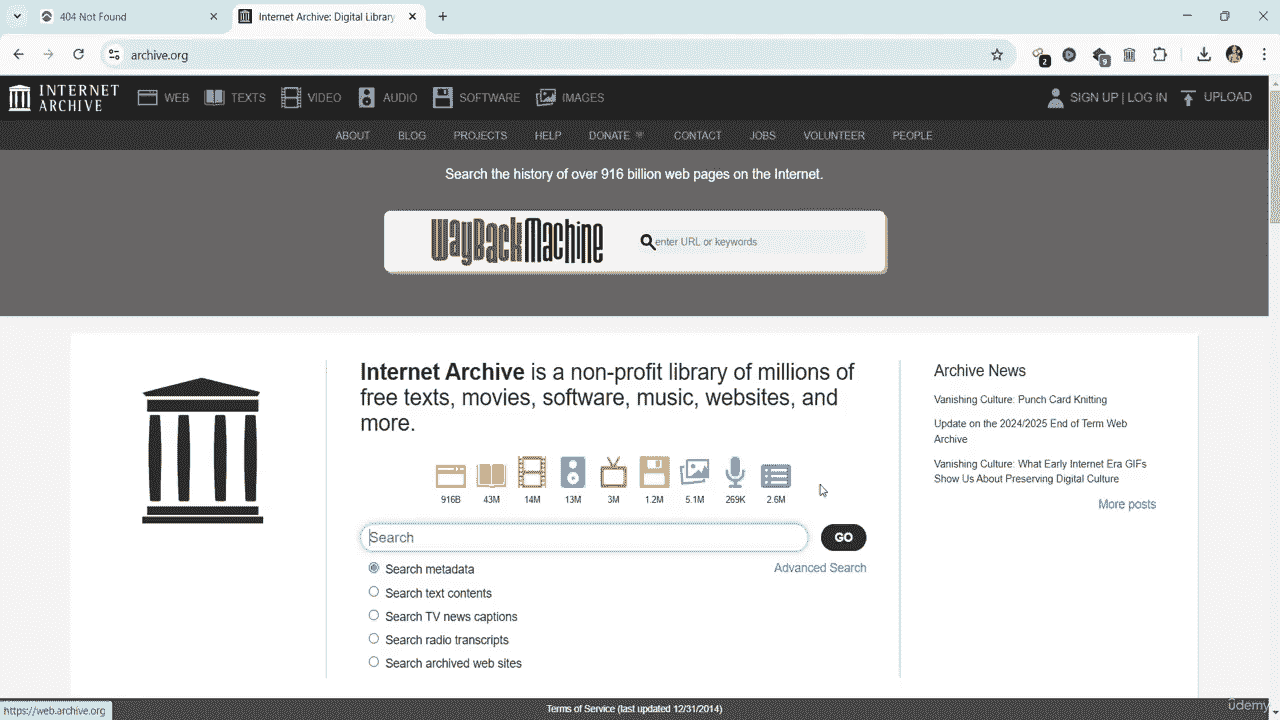 404 Not Found
Internet Archive: Digital Library
archive.org
2
9
INTERNET ARCHIVE
WEB
TEXTS
VIDEO
AUDIO
SOFTWARE
IMAGES
SIGN UP | LOG IN
UPLOAD
ABOUT
BLOG
PROJECTS
HELP
DONATE
CONTACT
JOBS
VOLUNTEER
PEOPLE
Search the history of over 916 billion web pages on the Internet.
WayBackMachine
enter URL or keywords
Internet Archive is a non-profit library of millions of
free texts, movies, software, music, websites, and
more.
916B
43M
14M
13M
3M
1.2M
5.1M
269K
2.6M
Search
GO
Advanced Search
Search metadata
Search text contents
Search TV news captions
Search radio transcripts
Search archived web sites
Archive News
Vanishing Culture: Punch Card Knitting
Update on the 2024/2025 End of Term Web
Archive
Vanishing Culture: What Early Internet Era GIFs
Show Us About Preserving Digital Culture
More posts
https://web.archive.org
Terms of Service (last updated 12/31/2014)
udemy